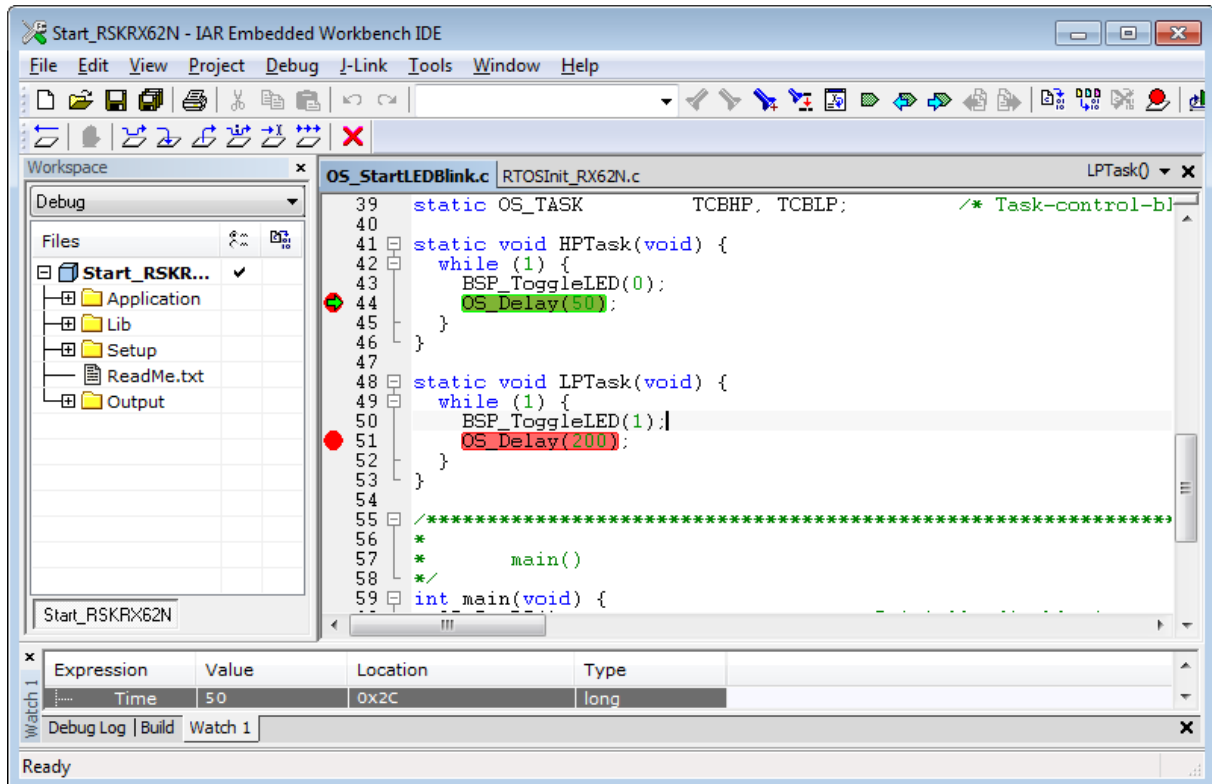 Start_RSKRX62N - IAR Embedded Workbench IDE
File Edit View Project Debug J-Link Tools Window Help
Workspace
Debug
Files
Start_RSKR...
Application
Lib
Setup
ReadMe.txt
Output
Start_RSKRX62N
OS_StartLEDBlink.c RTOSInit_RX62N.c LPTask()
39 static OS_TASK TCBHP, TCBLP; /* Task-control-bl
40
41 static void HPTask(void) {
42 while (1) {
43 BSP_ToggleLED(0);
44 OS_Delay(50);
45 }
46 }
47
48 static void LPTask(void) {
49 while (1) {
50 BSP_ToggleLED(1);
51 OS_Delay(200);
52 }
53 }
54
55 /*************************************************************
56 *
57 * main()
58 */
59 int main(void) {
Watch 1
Expression Value Location Type
Time 50 0x2C long
Debug Log Build Watch 1
Ready